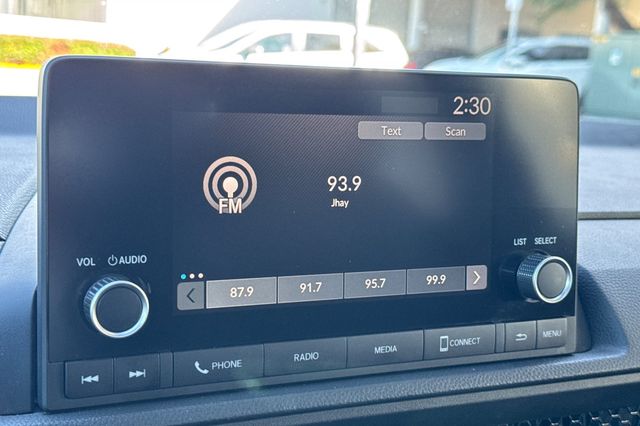 2:30
Text Scan
FM
93.9
Jhay
87.9 91.7 95.7 99.9
VOL AUDIO
LIST SELECT
PHONE RADIO MEDIA CONNECT MENU